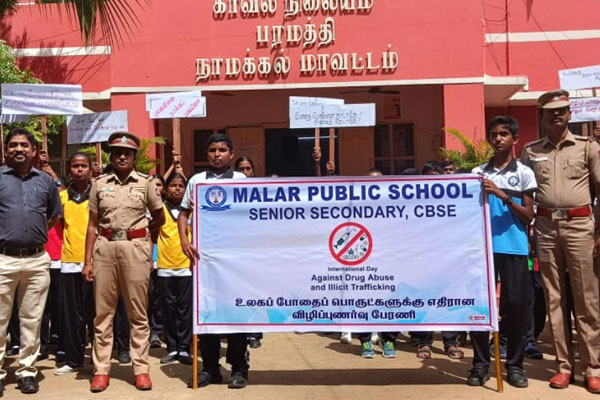 காவல் நிலையம்
பரமத்தி
நாமக்கல் மாவட்டம்
MALAR PUBLIC SCHOOL
SENIOR SECONDARY, CBSE
International Day
Against Drug Abuse
and Illicit Trafficking
உலகப் போதைப் பொருட்களுக்கு எதிரான
விழிப்புணர்வு பேரணி